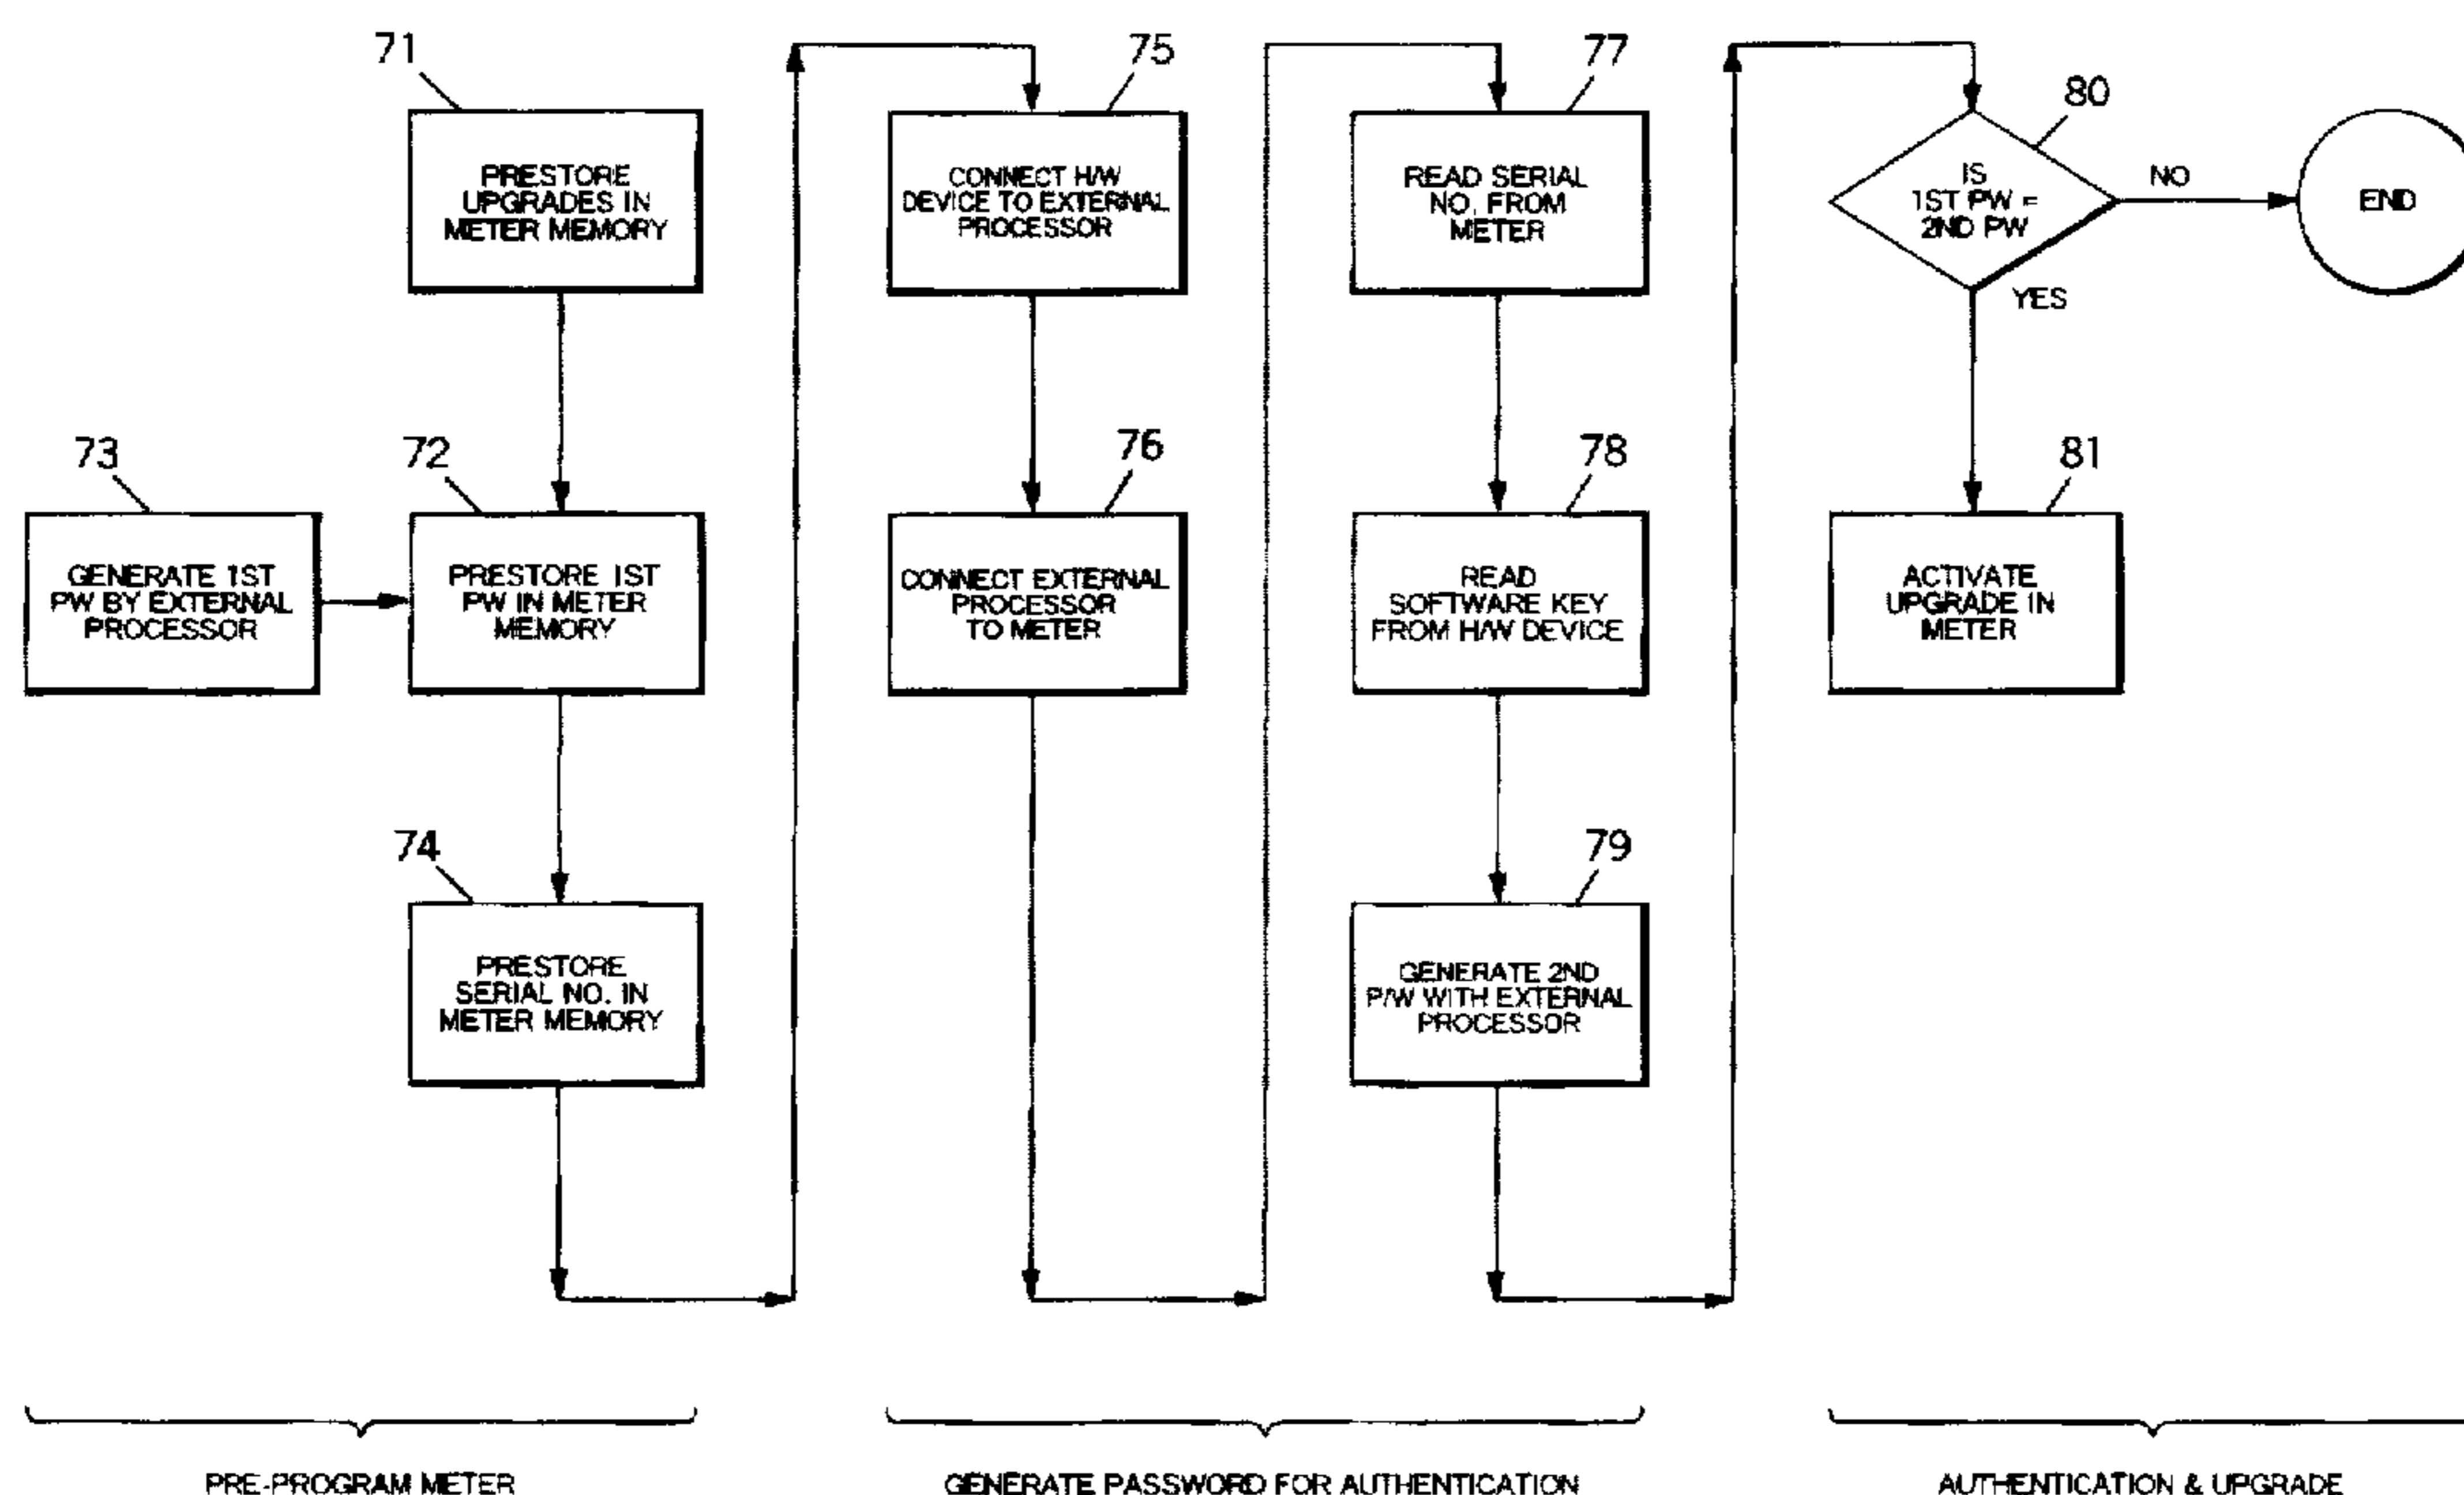 71
PRESTORE
UPGRADES IN
METER MEMORY
73
GENERATE 1ST
PW BY EXTERNAL
PROCESSOR
72
PRESTORE 1ST
PW IN METER
MEMORY
74
PRESTORE
SERIAL NO. IN
METER MEMORY
75
CONNECT H/W
DEVICE TO EXTERNAL
PROCESSOR
76
CONNECT EXTERNAL
PROCESSOR
TO METER
77
READ SERIAL
NO. FROM
METER
78
READ
SOFTWARE KEY
FROM H/W DEVICE
79
GENERATE 2ND
P/W WITH EXTERNAL
PROCESSOR
80
IS
1ST PW =
2ND PW
NO
END
YES
81
ACTIVATE
UPGRADE IN
METER
PRE-PROGRAM METER
GENERATE PASSWORD FOR AUTHENTICATION
AUTHENTICATION & UPGRADE